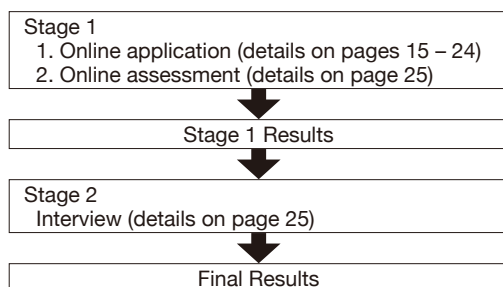 Stage 1
1. Online application (details on pages 15 – 24)
2. Online assessment (details on page 25)
Stage 1 Results
Stage 2
Interview (details on page 25)
Final Results